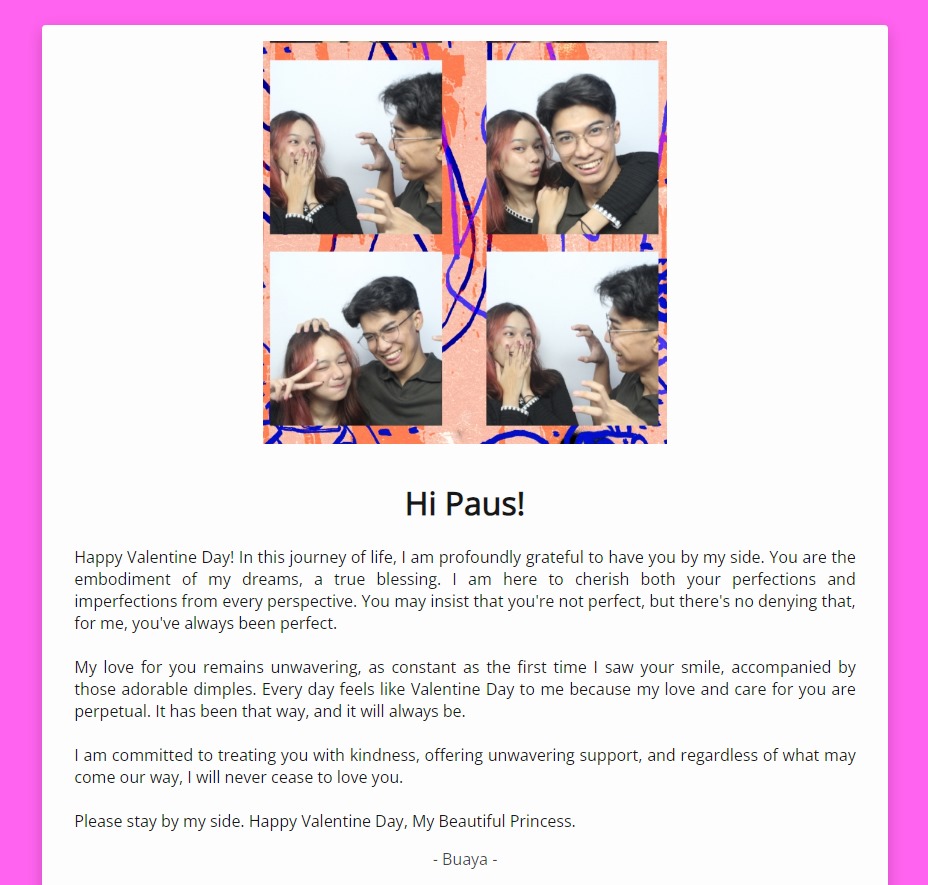 Hi Paus!
Happy Valentine Day! In this journey of life, I am profoundly grateful to have you by my side. You are the
embodiment of my dreams, a true blessing. I am here to cherish both your perfections and
imperfections from every perspective. You may insist that you're not perfect, but there's no denying that,
for me, you've always been perfect.
My love for you remains unwavering, as constant as the first time I saw your smile, accompanied by
those adorable dimples. Every day feels like Valentine Day to me because my love and care for you are
perpetual. It has been that way, and it will always be.
I am committed to treating you with kindness, offering unwavering support, and regardless of what may
come our way, I will never cease to love you.
Please stay by my side. Happy Valentine Day, My Beautiful Princess.
- Buaya -